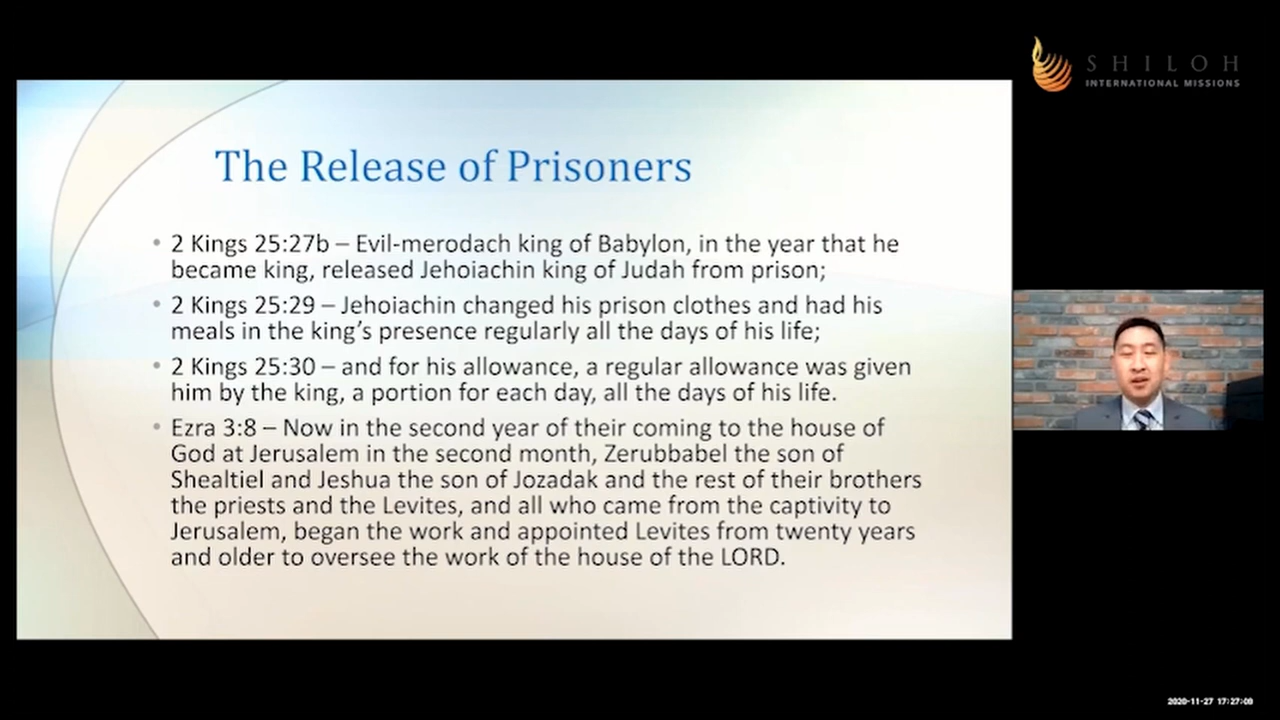 SHILOH
INTERNATIONAL MISSIONS
The Release of Prisoners
• 2 Kings 25:27b – Evil-merodach king of Babylon, in the year that he
became king, released Jehoiachin king of Judah from prison;
• 2 Kings 25:29 – Jehoiachin changed his prison clothes and had his
meals in the king's presence regularly all the days of his life;
• 2 Kings 25:30 – and for his allowance, a regular allowance was given
him by the king, a portion for each day, all the days of his life.
• Ezra 3:8 – Now in the second year of their coming to the house of
God at Jerusalem in the second month, Zerubbabel the son of
Shealtiel and Jeshua the son of Jozadak and the rest of their brothers
the priests and the Levites, and all who came from the captivity to
Jerusalem, began the work and appointed Levites from twenty years
and older to oversee the work of the house of the LORD.
2020-11-27 17:27:09